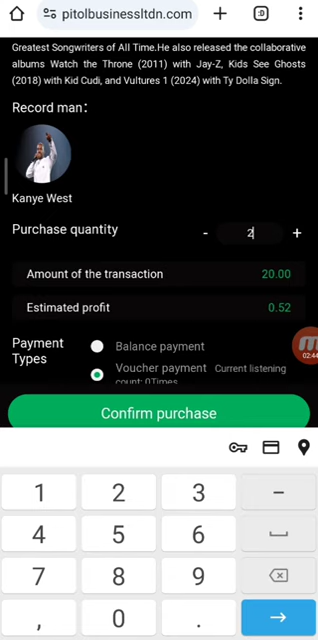 pitolbusinessltdn.com
:D
Greatest Songwriters of All Time.He also released the collaborative
albums Watch the Throne (2011) with Jay-Z, Kids See Ghosts
(2018) with Kid Cudi, and Vultures 1 (2024) with Ty Dolla Sign.
Record man：
Kanye West
Purchase quantity
- 2 +
Amount of the transaction 20.00
Estimated profit 0.52
Payment Types
Balance payment
Voucher payment Current listening
count: 0Times
02:44
Confirm purchase
1 2 3 –
4 5 6
7 8 9
, 0 .